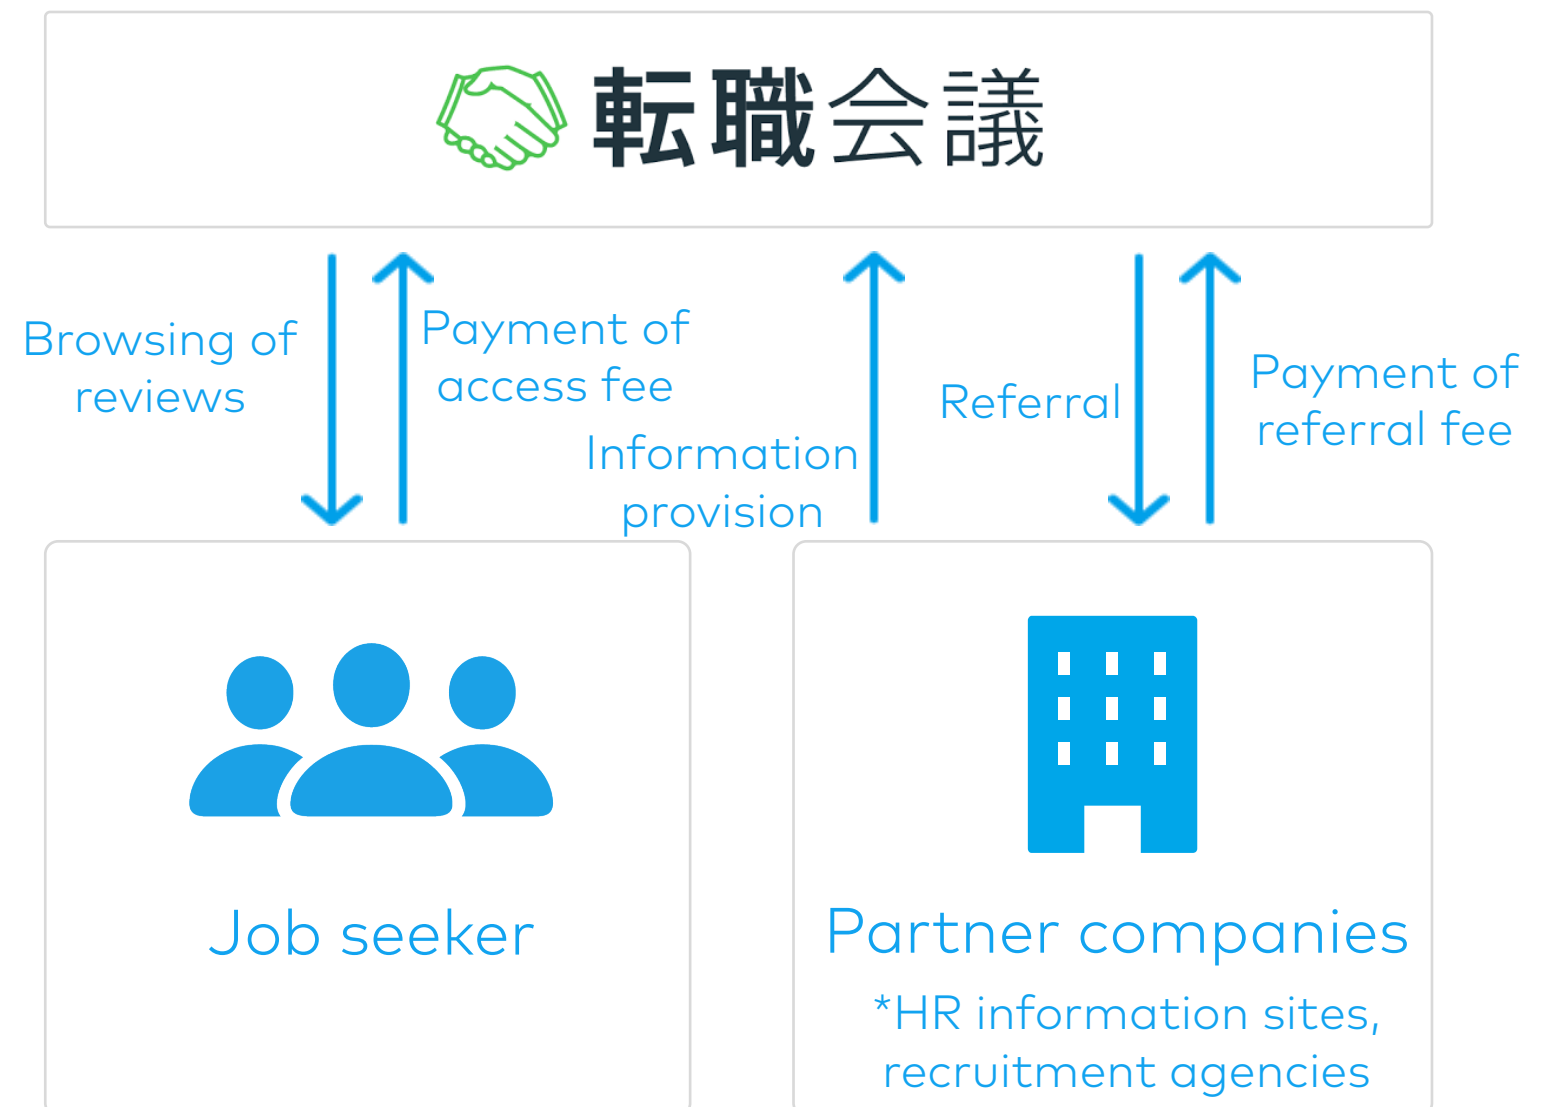 転職会議
Browsing of
reviews
Payment of
access fee
Information
provision
Referral
Payment of
referral fee
Job seeker
Partner companies
*HR information sites,
recruitment agencies